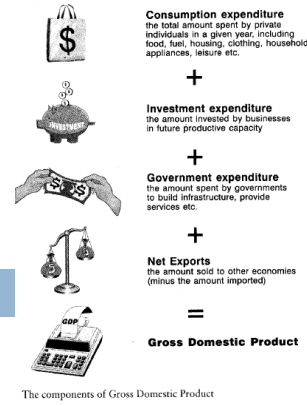 Consumption expenditure
the total amount spent by private
individuals in a given year, including
food, fuel, housing, clothing, household
appliances, leisure etc.
$
+
Investment expenditure
the amount invested by businesses
in future productive capacity
INVESTMENT
+
Government expenditure
the amount spent by governments
to build infrastructure, provide
services etc.
$ $
+
Net Exports
the amount sold to other economies
(minus the amount imported)
=
GDP
Gross Domestic Product
The components of Gross Domestic Product